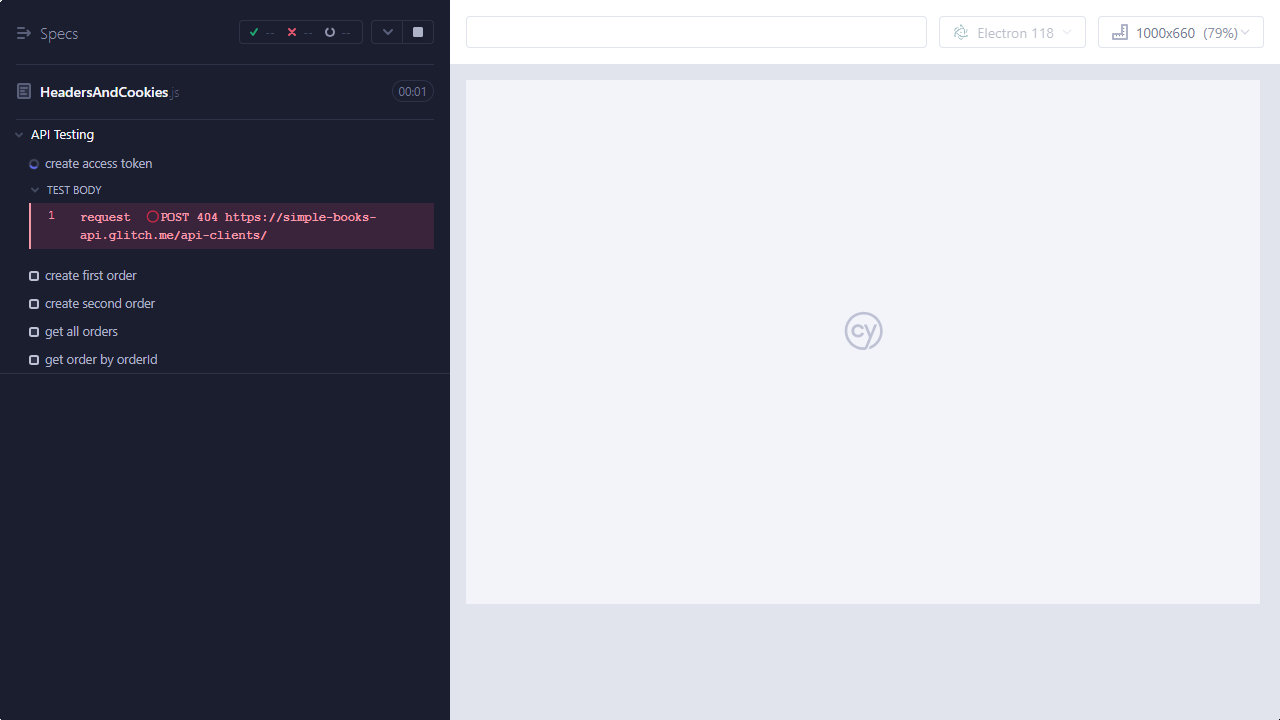 Specs
-- -- --
Electron 118
1000x660 (79%)
HeadersAndCookies.js
00:01
API Testing
create access token
TEST BODY
1 request POST 404 https://simple-books-
api.glitch.me/api-clients/
create first order
create second order
get all orders
get order by orderId
cy